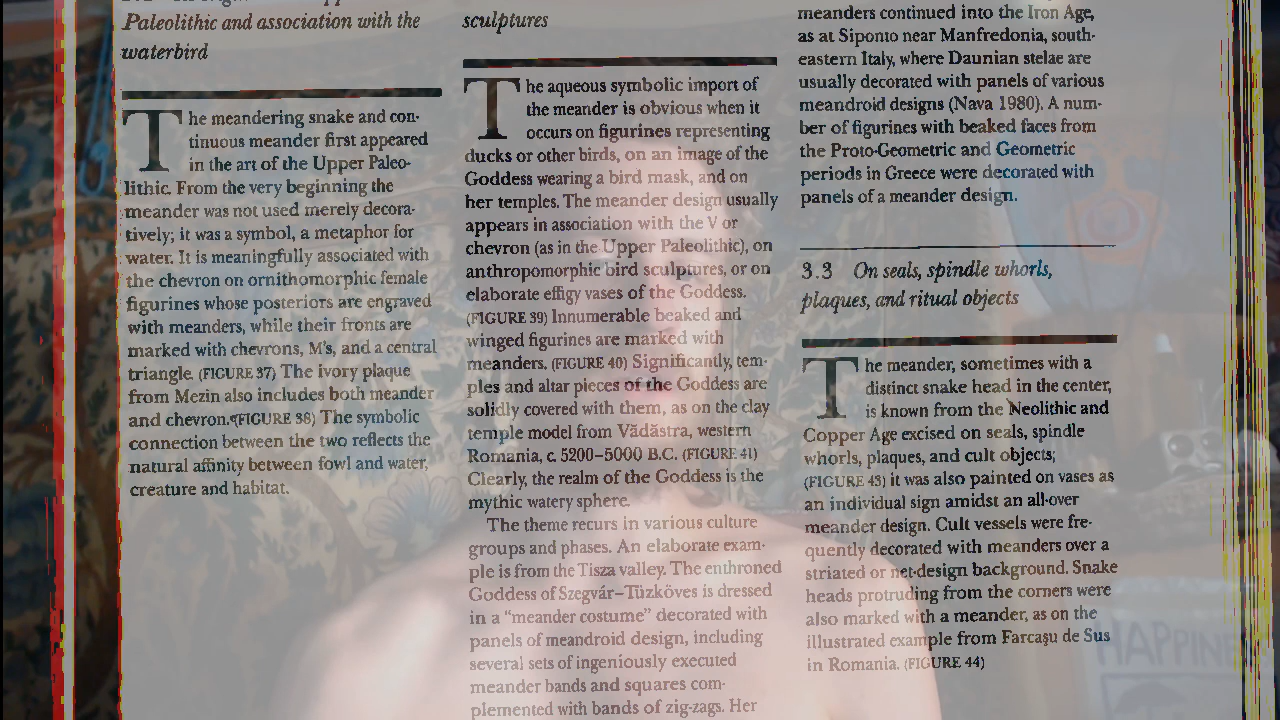 Paleolithic and association with the
waterbird
The meandering snake and con-
tinuous meander first appeared
in the art of the Upper Paleo-
lithic. From the very beginning the
meander was not used merely decora-
tively; it was a symbol, a metaphor for
water. It is meaningfully associated with
the chevron on ornithomorphic female
figurines whose posteriors are engraved
with meanders, while their fronts are
marked with chevrons, M's, and a central
triangle. (FIGURE 37) The ivory plaque
from Mezin also includes both meander
and chevron. (FIGURE 38) The symbolic
connection between the two reflects the
natural affinity between fowl and water,
creature and habitat.
sculptures
The aqueous symbolic import of
the meander is obvious when it
occurs on figurines representing
ducks or other birds, on an image of the
Goddess wearing a bird mask, and on
her temples. The meander design usually
appears in association with the V or
chevron (as in the Upper Paleolithic), on
anthropomorphic bird sculptures, or on
elaborate effigy vases of the Goddess.
(FIGURE 39) Innumerable beaked and
winged figurines are marked with
meanders. (FIGURE 40) Significantly, tem-
ples and altar pieces of the Goddess are
solidly covered with them, as on the clay
temple model from Vădăstra, western
Romania, c. 5200–5000 B.C. (FIGURE 41)
Clearly, the realm of the Goddess is the
mythic watery sphere.
The theme recurs in various culture
groups and phases. An elaborate exam-
ple is from the Tisza valley. The enthroned
Goddess of Szegvár–Tüzköves is dressed
in a "meander costume" decorated with
panels of meandroid design, including
several sets of ingeniously executed
meander bands and squares com-
plemented with bands of zig-zags. Her
meanders continued into the Iron Age,
as at Siponto near Manfredonia, south-
eastern Italy, where Daunian stelae are
usually decorated with panels of various
meandroid designs (Nava 1980). A num-
ber of figurines with beaked faces from
the Proto-Geometric and Geometric
periods in Greece were decorated with
panels of a meander design.
3.3 On seals, spindle whorls,
plaques, and ritual objects
The meander, sometimes with a
distinct snake head in the center,
is known from the Neolithic and
Copper Age excised on seals, spindle
whorls, plaques, and cult objects;
(FIGURE 43) it was also painted on vases as
an individual sign amidst an all-over
meander design. Cult vessels were fre-
quently decorated with meanders over a
striated or net-design background. Snake
heads protruding from the corners were
also marked with a meander, as on the
illustrated example from Farcaşu de Sus
in Romania. (FIGURE 44)
HAPPINESS